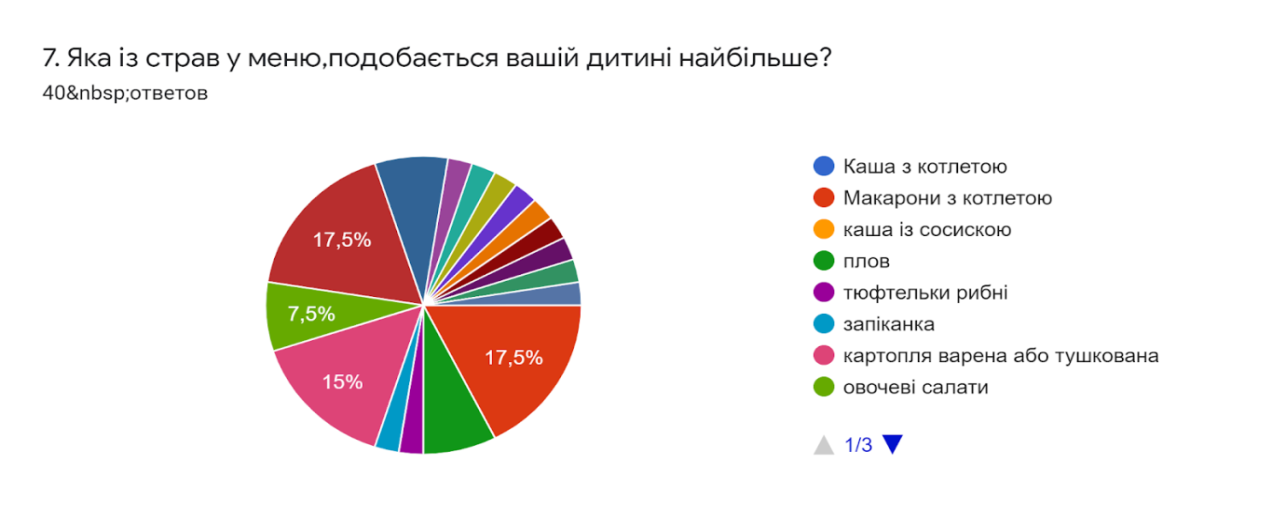 7. Яка із страв у меню,подобається вашій дитині найбільше?
40&nbsp;ответов
17,5%
7,5%
15%
17,5%
Каша з котлетою
Макарони з котлетою
каша із сосискою
плов
тюфтельки рибні
запіканка
картопля варена або тушкована
овочеві салати
1/3